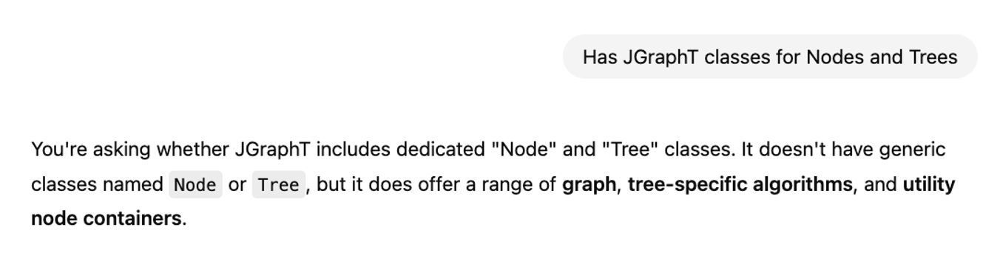 Has JGraphT classes for Nodes and Trees
You're asking whether JGraphT includes dedicated "Node" and "Tree" classes. It doesn't have generic
classes named Node or Tree, but it does offer a range of graph, tree-specific algorithms, and utility
node containers.